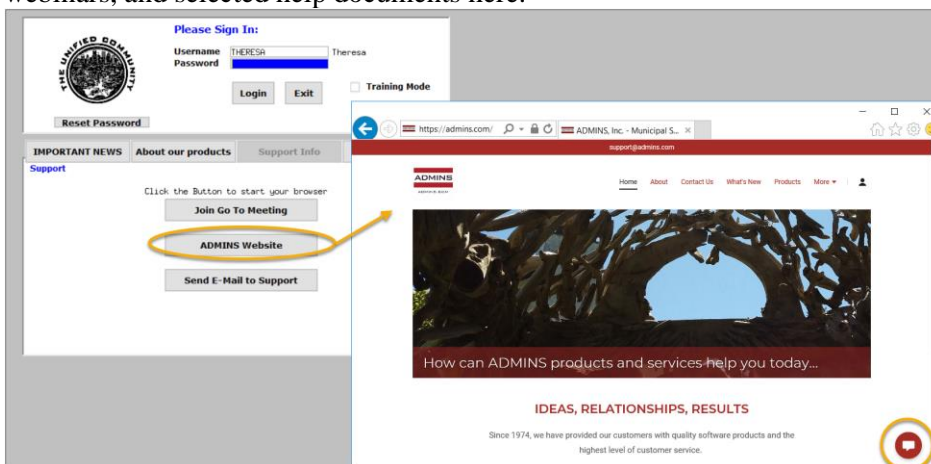 webinars, and selected help documents here.
THE UNIFIED COMMUNITY
Please Sign In:
Username THERESA Theresa
Password
Login Exit Training Mode
Reset Password
IMPORTANT NEWS About our products Support Info
Support
Click the Button to start your browser
Join Go To Meeting
ADMINS Website
Send E-Mail to Support
https://admins.com/ ADMINS, Inc. - Municipal S...
support@admins.com
ADMINS
Home About Contact Us What's New Products More
How can ADMINS products and services help you today...
IDEAS, RELATIONSHIPS, RESULTS
Since 1974, we have provided our customers with quality software products and the
highest level of customer service.